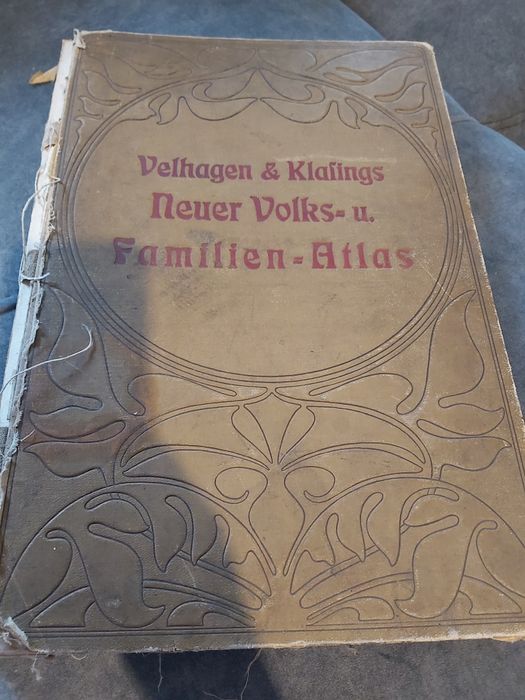 Velhagen & Klaſings
Neuer Volks- u.
Familien-Atlas